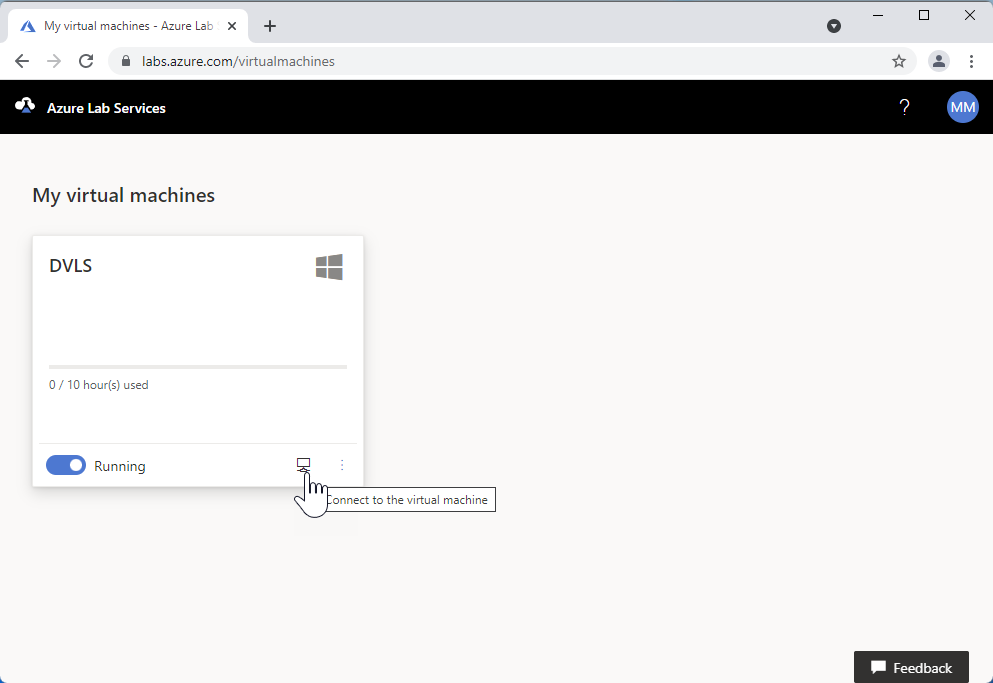 My virtual machines - Azure Lab
labs.azure.com/virtualmachines
Azure Lab Services
?
MM
My virtual machines
DVLS
0 / 10 hour(s) used
Running
Connect to the virtual machine
Feedback